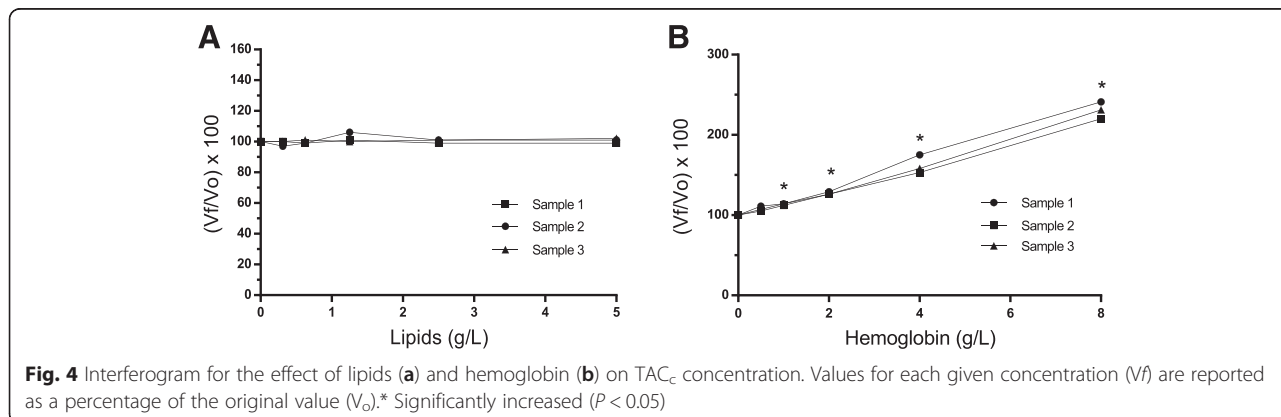 A
160
140
120
100
80
60
40
20
0
(Vf/Vo) x 100
Sample 1
Sample 2
Sample 3
0 1 2 3 4 5
Lipids (g/L)
B
300
200
100
0
(Vf/Vo) x 100
* * * *
Sample 1
Sample 2
Sample 3
0 2 4 6 8
Hemoglobin (g/L)
Fig. 4 Interferogram for the effect of lipids (a) and hemoglobin (b) on TACc concentration. Values for each given concentration (Vf) are reported
as a percentage of the original value (Vo).* Significantly increased (P < 0.05)